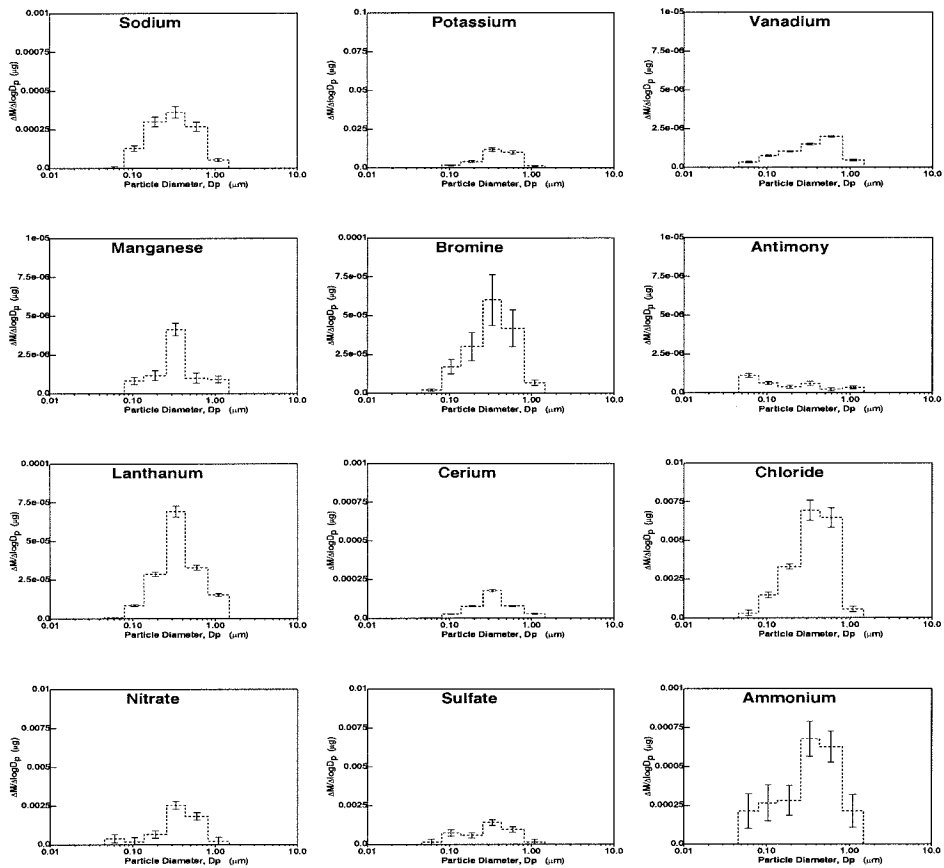 Sodium
0.001
0.00075
0.0005
0.00025
0.0
ΔM/ΔlogDp (μg)
0.01 0.10 1.00 10.0
Particle Diameter, Dp (μm)
Potassium
0.1
0.075
0.05
0.025
0.0
ΔM/ΔlogDp (μg)
0.01 0.10 1.00 10.0
Particle Diameter, Dp (μm)
Vanadium
1e-05
7.5e-06
5e-06
2.5e-06
0.0
ΔM/ΔlogDp (μg)
0.01 0.10 1.00 10.0
Particle Diameter, Dp (μm)
Manganese
1e-05
7.5e-06
5e-06
2.5e-06
0.0
ΔM/ΔlogDp (μg)
0.01 0.10 1.00 10.0
Particle Diameter, Dp (μm)
Bromine
0.0001
7.5e-05
5e-05
2.5e-05
0.0
ΔM/ΔlogDp (μg)
0.01 0.10 1.00 10.0
Particle Diameter, Dp (μm)
Antimony
1e-05
7.5e-06
5e-06
2.5e-06
0.0
ΔM/ΔlogDp (μg)
0.01 0.10 1.00 10.0
Particle Diameter, Dp (μm)
Lanthanum
0.0001
7.5e-05
5e-05
2.5e-05
0.0
ΔM/ΔlogDp (μg)
0.01 0.10 1.00 10.0
Particle Diameter, Dp (μm)
Cerium
0.001
0.00075
0.0005
0.00025
0.0
ΔM/ΔlogDp (μg)
0.01 0.10 1.00 10.0
Particle Diameter, Dp (μm)
Chloride
0.01
0.0075
0.005
0.0025
0.0
ΔM/ΔlogDp (μg)
0.01 0.10 1.00 10.0
Particle Diameter, Dp (μm)
Nitrate
0.01
0.0075
0.005
0.0025
0.0
ΔM/ΔlogDp (μg)
0.01 0.10 1.00 10.0
Particle Diameter, Dp (μm)
Sulfate
0.01
0.0075
0.005
0.0025
0.0
ΔM/ΔlogDp (μg)
0.01 0.10 1.00 10.0
Particle Diameter, Dp (μm)
Ammonium
0.001
0.00075
0.0005
0.00025
0.0
ΔM/ΔlogDp (μg)
0.01 0.10 1.00 10.0
Particle Diameter, Dp (μm)